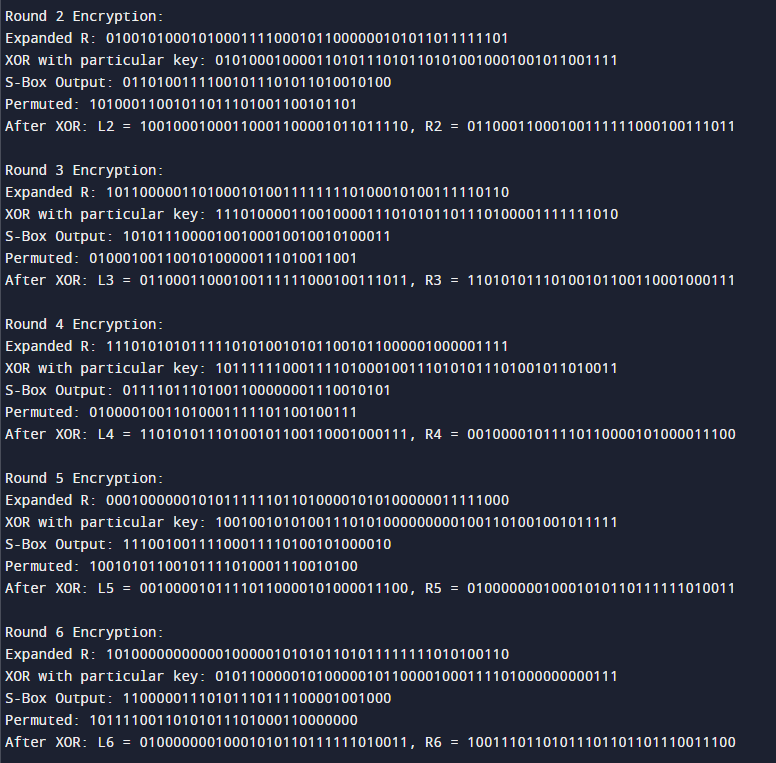 Round 2 Encryption:
Expanded R: 010010100010100011110001011000000101011011111101
XOR with particular key: 010100010000110101110101101010010001001011001111
S-Box Output: 01101001111001011101011010010100
Permuted: 10100011001011011101001100101101
After XOR: L2 = 10010001000110001100001011011110, R2 = 01100011000100111111000100111011
Round 3 Encryption:
Expanded R: 101100000110100010100111111110100010100111110110
XOR with particular key: 111010000110010000111010101101110100001111111010
S-Box Output: 10101110000100100010010010100011
Permuted: 01000100110010100000111010011001
After XOR: L3 = 01100011000100111111000100111011, R3 = 11010101110100101100110001000111
Round 4 Encryption:
Expanded R: 111010101011111010100101011001011000001000001111
XOR with particular key: 101111110001111010001001110101011101001011010011
S-Box Output: 01111011101001100000001110010101
Permuted: 01000010011010001111101100100111
After XOR: L4 = 11010101110100101100110001000111, R4 = 00100001011110110000101000011100
Round 5 Encryption:
Expanded R: 000100000010101111110110100001010100000011111000
XOR with particular key: 100100101010011101010000000001001101001001011111
S-Box Output: 11100100111100011110100101000010
Permuted: 10010101100101111010001110010100
After XOR: L5 = 00100001011110110000101000011100, R5 = 01000000010001010110111111010011
Round 6 Encryption:
Expanded R: 101000000000001000001010101101011111111010100110
XOR with particular key: 010110000010100000101100001000111101000000000111
S-Box Output: 11000001110101110111100001001000
Permuted: 10111100110101011101000110000000
After XOR: L6 = 01000000010001010110111111010011, R6 = 10011101101011101101101110011100